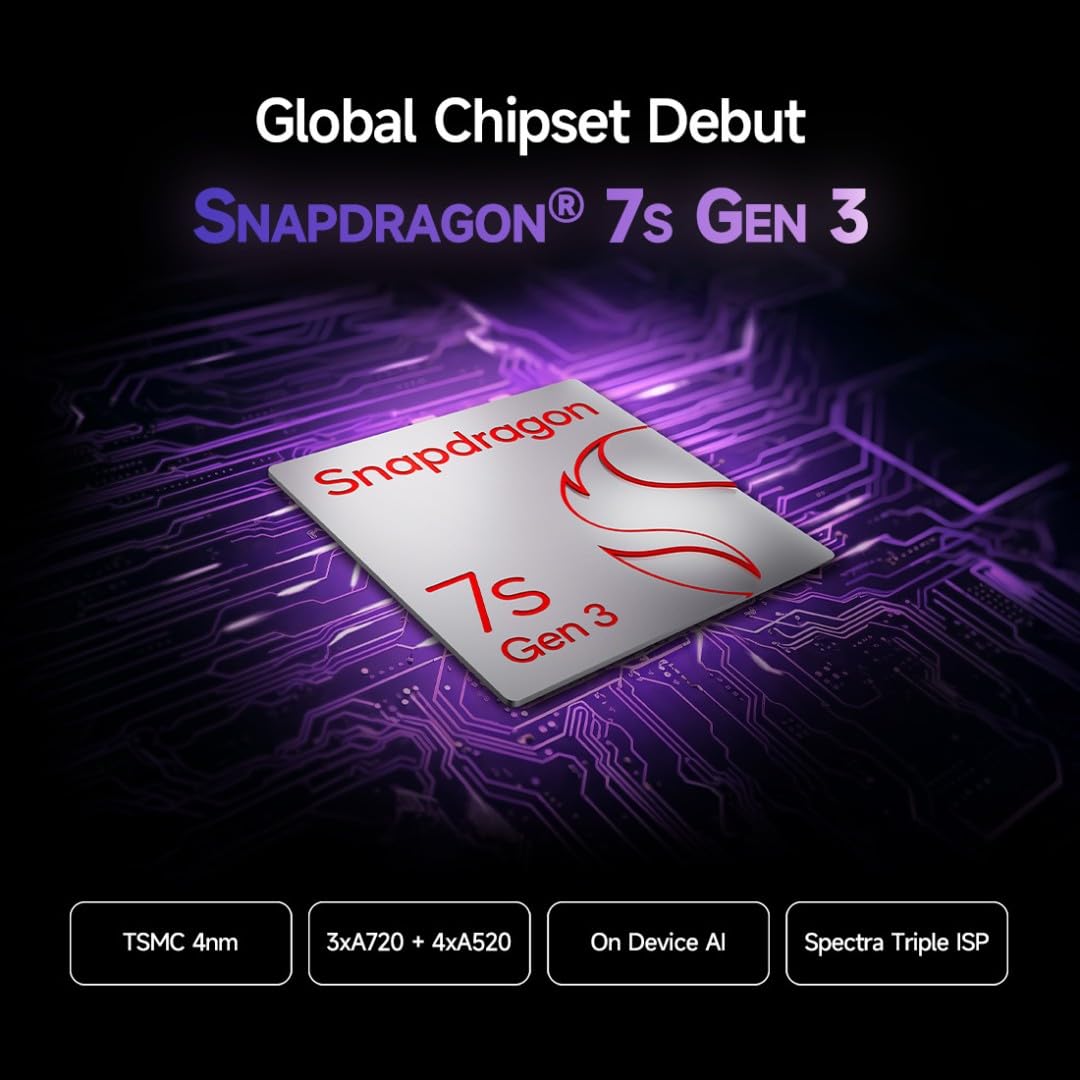 Global Chipset Debut
SNAPDRAGON® 7S GEN 3
Snapdragon
7s
Gen 3
TSMC 4nm
3xA720 + 4xA520
On Device AI
Spectra Triple ISP